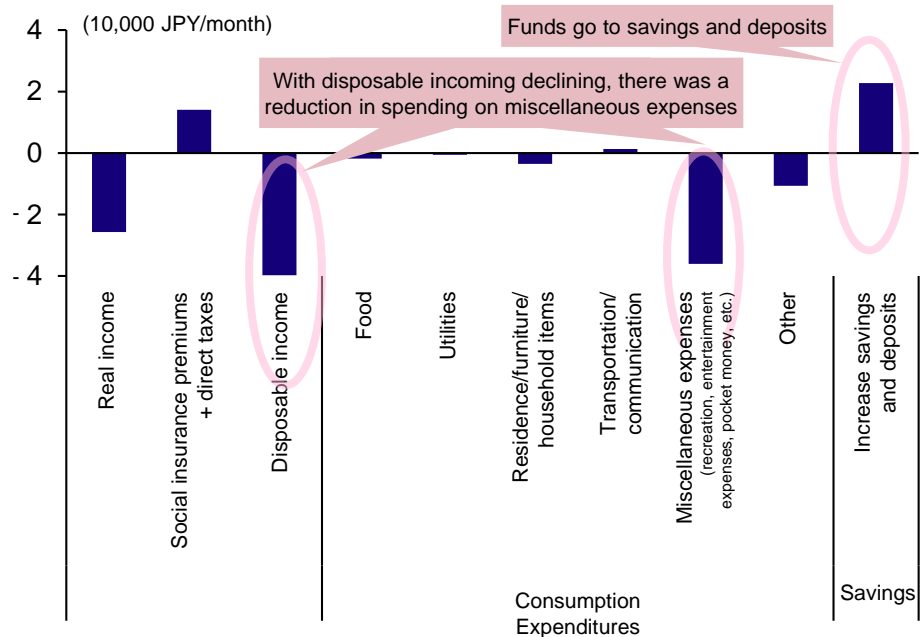 (10,000 JPY/month)
Funds go to savings and deposits
With disposable incoming declining, there was a
reduction in spending on miscellaneous expenses
4
2
0
- 2
- 4
Real income
Social insurance premiums
+ direct taxes
Disposable income
Food
Utilities
Residence/furniture/
household items
Transportation/
communication
Miscellaneous expenses
(recreation, entertainment
expenses, pocket money, etc.)
Other
Increase savings
and deposits
Consumption
Expenditures
Savings